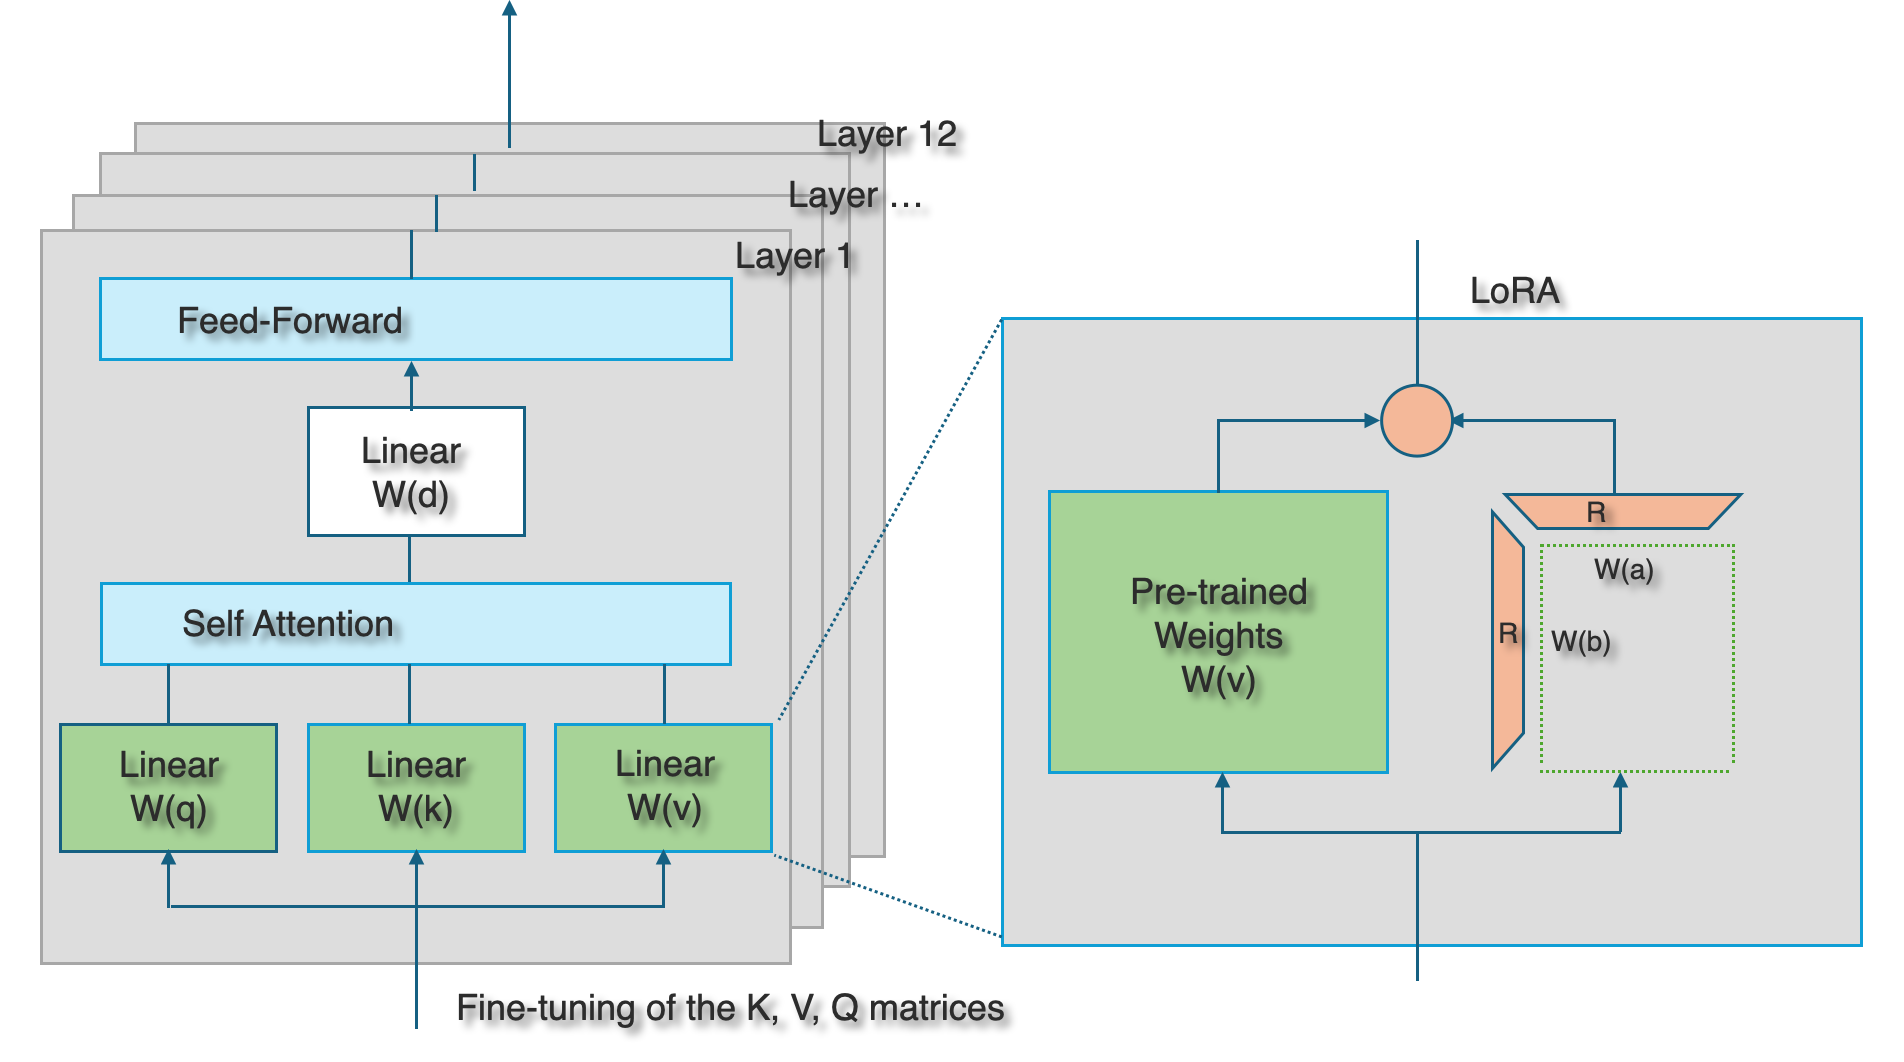 Layer 12
Layer ...
Layer 1
Feed-Forward
Linear
W(d)
Self Attention
Linear
W(q)
Linear
W(k)
Linear
W(v)
Fine-tuning of the K, V, Q matrices
LoRA
R
R
W(a)
W(b)
Pre-trained
Weights
W(v)